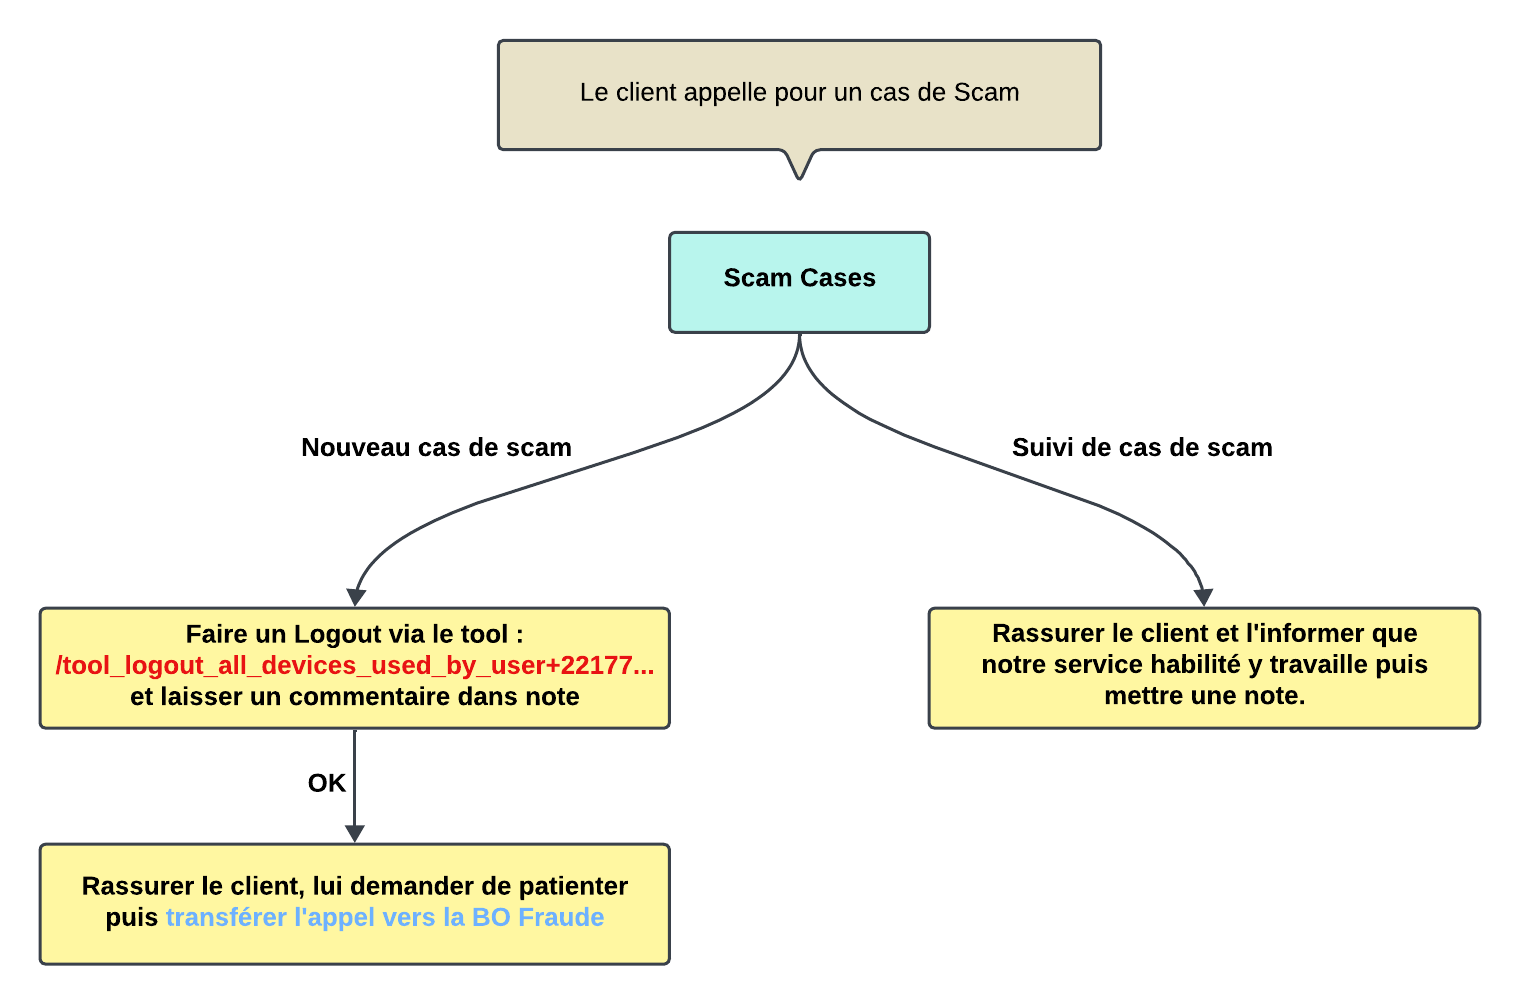 Le client appelle pour un cas de Scam
Scam Cases
Nouveau cas de scam
Suivi de cas de scam
Faire un Logout via le tool :
/tool_logout_all_devices_used_by_user+22177...
et laisser un commentaire dans note
Rassurer le client et l'informer que
notre service habilité y travaille puis
mettre une note.
OK
Rassurer le client, lui demander de patienter
puis transférer l'appel vers la BO Fraude